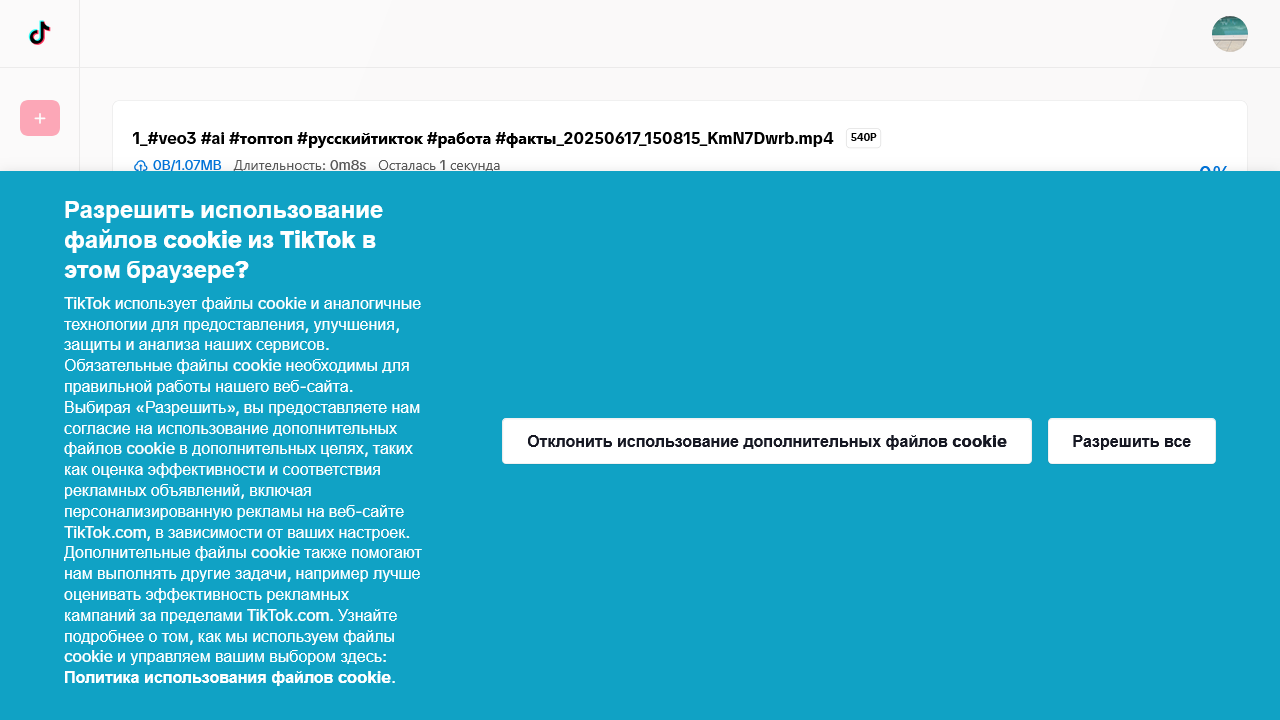 1_#veo3 #ai #топтоп #русскийтикток #работа #факты_20250617_150815_KmN7Dwrb.mp4 540P
0B/1.07MB Длительность: 0m8s Осталась 1 секунда
0%
Разрешить использование
файлов cookie из TikTok в
этом браузере?
TikTok использует файлы cookie и аналогичные
технологии для предоставления, улучшения,
защиты и анализа наших сервисов.
Обязательные файлы cookie необходимы для
правильной работы нашего веб-сайта.
Выбирая «Разрешить», вы предоставляете нам
согласие на использование дополнительных
файлов cookie в дополнительных целях, таких
как оценка эффективности и соответствия
рекламных объявлений, включая
персонализированную рекламы на веб-сайте
TikTok.com, в зависимости от ваших настроек.
Дополнительные файлы cookie также помогают
нам выполнять другие задачи, например лучше
оценивать эффективность рекламных
кампаний за пределами TikTok.com. Узнайте
подробнее о том, как мы используем файлы
cookie и управляем вашим выбором здесь:
Политика использования файлов cookie.
Отклонить использование дополнительных файлов cookie
Разрешить все